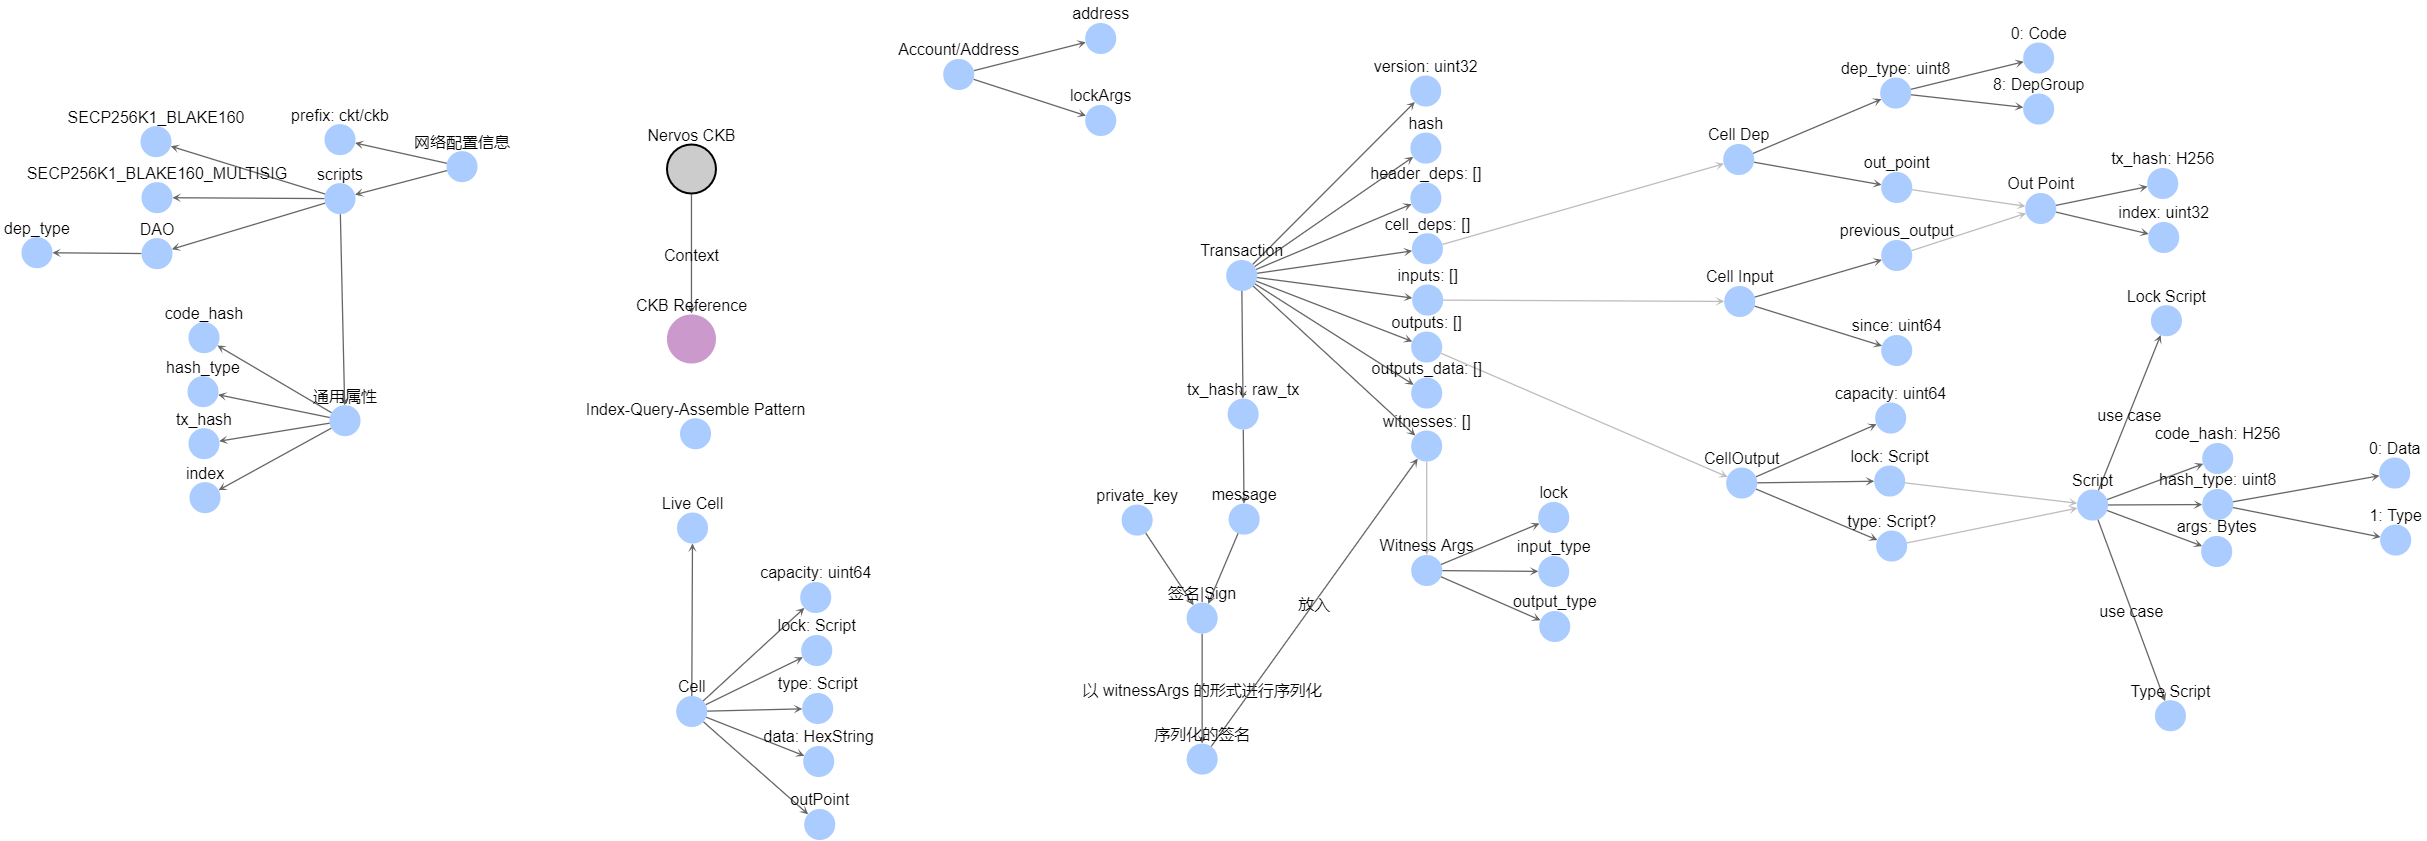 SECP256K1_BLAKE160
prefix: ckt/ckb
网络配置信息
SECP256K1_BLAKE160_MULTISIG
scripts
dep_type
DAO
code_hash
hash_type
通用属性
tx_hash
index
Nervos CKB
Context
CKB Reference
Index-Query-Assemble Pattern
Live Cell
capacity: uint64
lock: Script
Cell
type: Script
data: HexString
outPoint
address
Account/Address
lockArgs
version: uint32
hash
header_deps: []
cell_deps: []
Transaction
inputs: []
outputs: []
outputs_data: []
tx_hash: raw_tx
witnesses: []
private_key
message
签名|Sign
放入
以 witnessArgs 的形式进行序列化
序列化的签名
lock
Witness Args
input_type
output_type
0: Code
dep_type: uint8
8: DepGroup
Cell Dep
out_point
tx_hash: H256
Out Point
index: uint32
previous_output
Cell Input
since: uint64
Lock Script
capacity: uint64
use case
code_hash: H256
CellOutput
lock: Script
0: Data
Script
hash_type: uint8
type: Script?
args: Bytes
1: Type
use case
Type Script